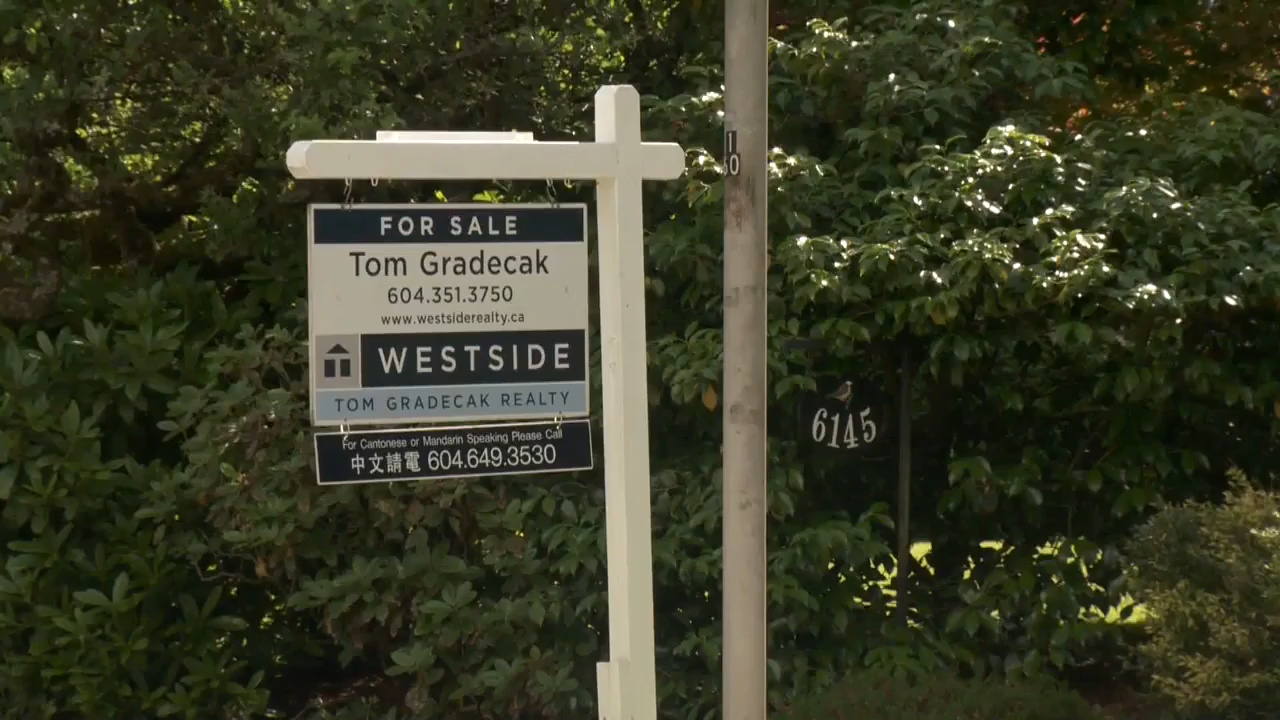 FOR SALE
Tom Gradecak
604.351.3750
www.westsiderealty.ca
WESTSIDE
TOM GRADECAK REALTY
For Cantonese or Mandarin Speaking Please Call
中文請電 604.649.3530
6145